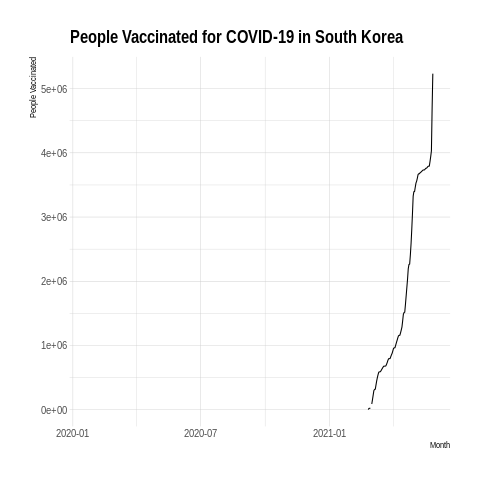 People Vaccinated for COVID-19 in South Korea
People Vaccinated
5e+06
4e+06
3e+06
2e+06
1e+06
0e+00
2020-01
2020-07
2021-01
Month